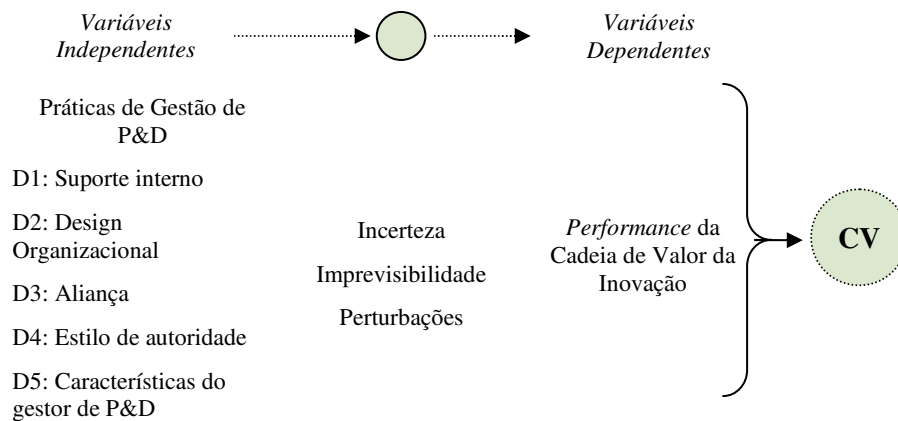 Variáveis
Independentes
Variáveis
Dependentes
Práticas de Gestão de
P&D
D1: Suporte interno
D2: Design
Organizacional
D3: Aliança
D4: Estilo de autoridade
D5: Características do
gestor de P&D
Incerteza
Imprevisibilidade
Perturbações
Performance da
Cadeia de Valor da
Inovação
CV